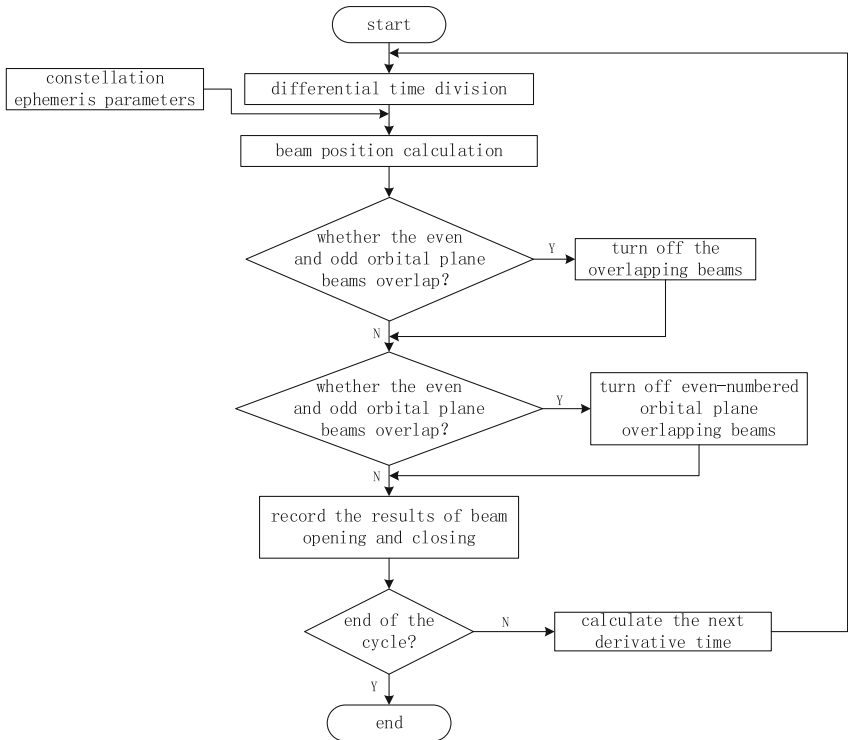 start
constellation
ephemeris parameters
differential time division
beam position calculation
whether the even
and odd orbital plane
beams overlap?
Y
turn off the
overlapping beams
N
whether the even
and odd orbital plane
beams overlap?
Y
turn off even-numbered
orbital plane
overlapping beams
N
record the results of beam
opening and closing
end of the
cycle?
N
calculate the next
derivative time
Y
end